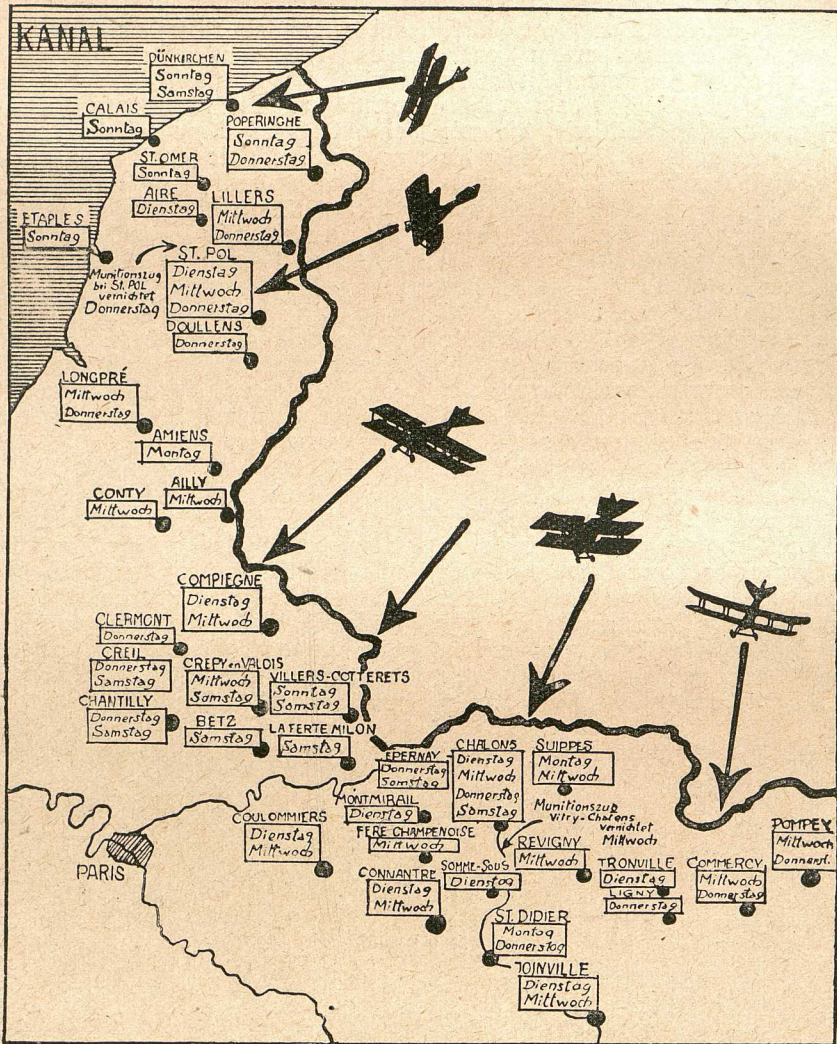 KANAL
DÜNKIRCHEN
Sonntag
Samstag
CALAIS
Sonntag
POPERINGHE
Sonntag
Donnerstag
ST. OMER
Sonntag
AIRE
Dienstag
LILLERS
Mittwoch
Donnerstag
ETAPLES
Sonntag
Munitionszug
bei St. POL
vernichtet
Donnerstag
ST. POL
Dienstag
Mittwoch
Donnerstag
DOULLENS
Donnerstag
LONGPRÉ
Mittwoch
Donnerstag
AMIENS
Montag
AILLY
Mittwoch
CONTY
Mittwoch
COMPIEGNE
Dienstag
Mittwoch
CLERMONT
Donnerstag
CREIL
Donnerstag
Samstag
CREPY en VALOIS
Mittwoch
Samstag
VILLERS-COTTERETS
Sonntag
Samstag
CHANTILLY
Donnerstag
Samstag
BETZ
Samstag
LA FERTE MILON
Samstag
EPERNAY
Donnerstag
Samstag
CHALONS
Dienstag
Mittwoch
Donnerstag
Samstag
SUIPPES
Montag
Mittwoch
MONTMIRAIL
Dienstag
Munitionszug
Vitry-Chalons
vernichtet
Mittwoch
COULOMMIERS
Dienstag
Mittwoch
FERE CHAMPENOISE
Mittwoch
REVIGNY
Mittwoch
POMPEY
Mittwoch
Donnerst.
PARIS
CONNANTRE
Dienstag
Mittwoch
SOMME-SOUS
Dienstag
TRONVILLE
Dienstag
LIGNY
Donnerstag
COMMERCY
Mittwoch
Donnerstag
ST. DIDIER
Montag
Donnerstag
JOINVILLE
Dienstag
Mittwoch